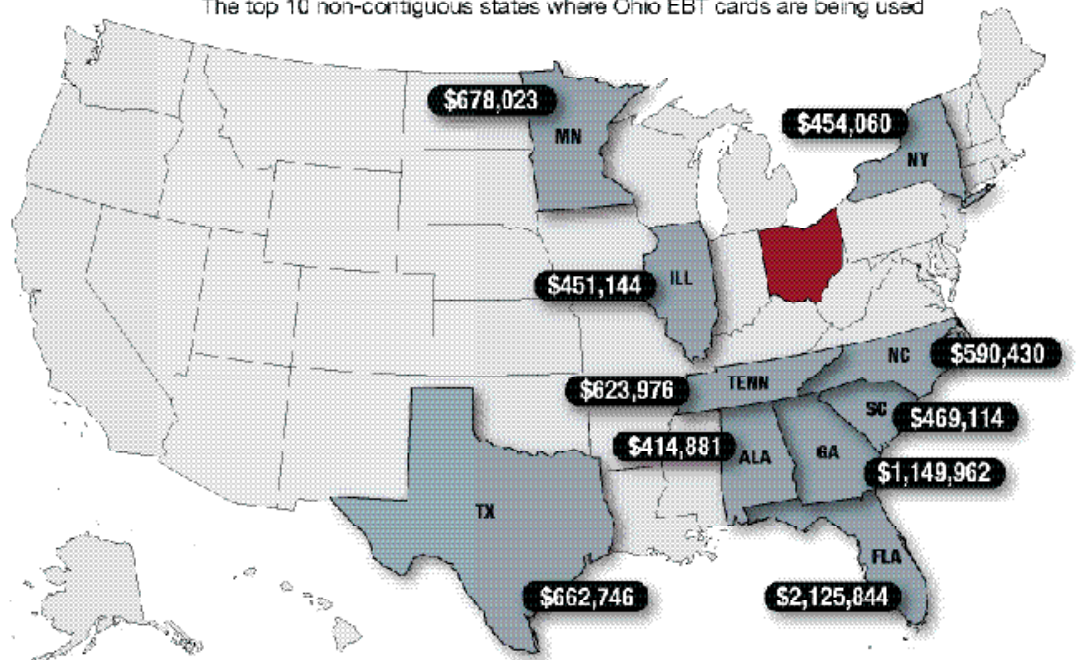 The top 10 non-contiguous states where Ohio EBT cards are being used
$678,023
MN
$454,060
NY
$451,144
ILL
NC
$590,430
$623,976
TENN
SC
$469,114
$414,881
ALA
GA
$1,149,962
TX
FLA
$662,746
$2,125,844